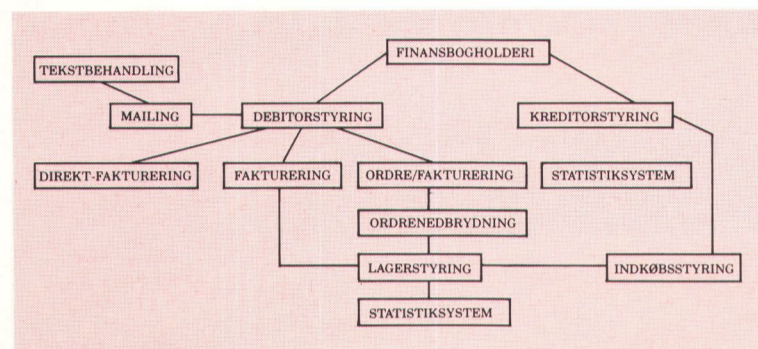 FINANSBOGHOLDERI
TEKSTBEHANDLING
MAILING
DEBITORSTYRING
KREDITORSTYRING
DIREKT-FAKTURERING
FAKTURERING
ORDRE/FAKTURERING
STATISTIKSYSTEM
ORDRENEDBRYDNING
LAGERSTYRING
INDKØBSSTYRING
STATISTIKSYSTEM